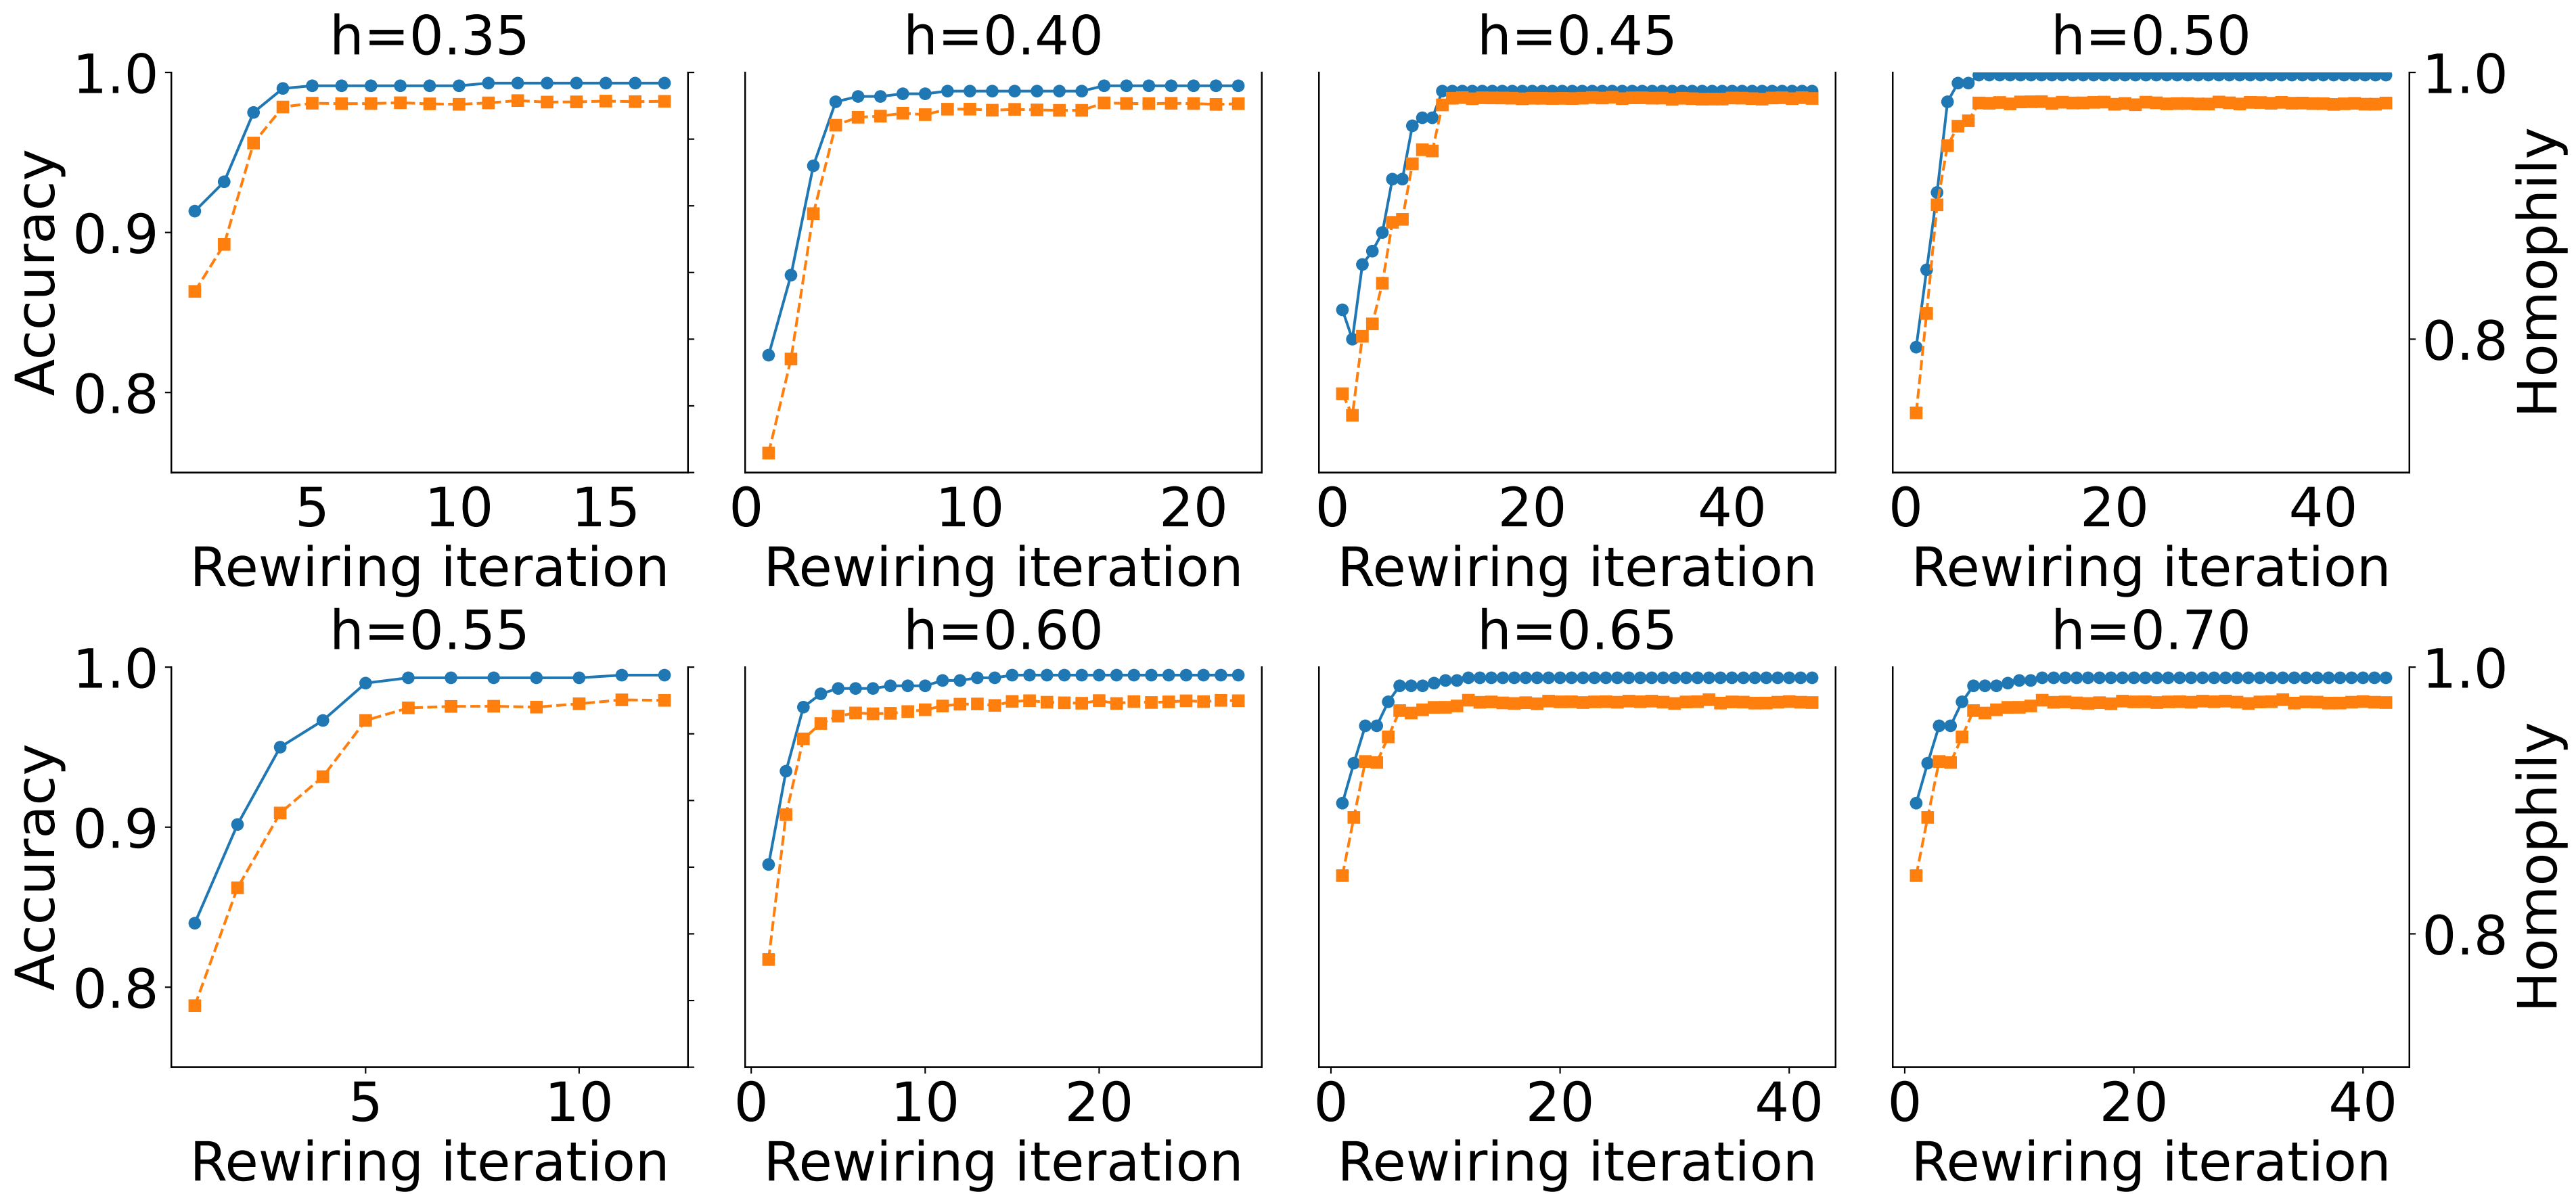 h=0.35 h=0.40 h=0.45 h=0.50
1.0 1.0
0.9
0.8 0.8
Accuracy Homophily
5 10 15 0 10 20 0 20 40 0 20 40
Rewiring iteration Rewiring iteration Rewiring iteration Rewiring iteration
h=0.55 h=0.60 h=0.65 h=0.70
1.0 1.0
0.9
0.8 0.8
Accuracy Homophily
5 10 0 10 20 0 20 40 0 20 40
Rewiring iteration Rewiring iteration Rewiring iteration Rewiring iteration